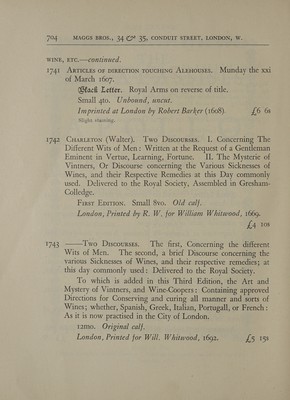 704 MAGGS BROS., 34 & 35, CONDUIT STREET, LONDON, W.
WINE, ETC.—continued.
1741 ARTICLES OF DIRECTION TOUCHING ALEHOUSES. Munday the xxi
of March 1607.
Black Letter. Royal Arms on reverse of title.
Small 4to. Unbound, uncut.
Imprinted at London by Robert Barker (1608). £6 6s
Slight staining.
1742 CHARLETON (Walter). TWO DISCOURSES. I. Concerning The
Different Wits of Men: Written at the Request of a Gentleman
Eminent in Vertue, Learning, Fortune. II. The Mysterie of
Vintners, Or Discourse concerning the Various Sicknesses of
Wines, and their Respective Remedies at this Day commonly
used. Delivered to the Royal Society, Assembled in Gresham-
Colledge.
FIRST EDITION. Small 8vo. Old calf.
London, Printed by R. W. for William Whitwood, 1669.
£4 10s
1743 ——TWO DISCOURSES. The first, Concerning the different
Wits of Men. The second, a brief Discourse concerning the
various Sicknesses of Wines, and their respective remedies; at
this day commonly used: Delivered to the Royal Society.
To which is added in this Third Edition, the Art and
Mystery of Vintners, and Wine-Coopers: Containing approved
Directions for Conserving and curing all manner and sorts of
Wines; whether, Spanish, Greek, Italian, Portugall, or French:
As it is now practised in the City of London.
12mo. Original calf.
London, Printed for Will. Whitwood, 1692. £5 15s